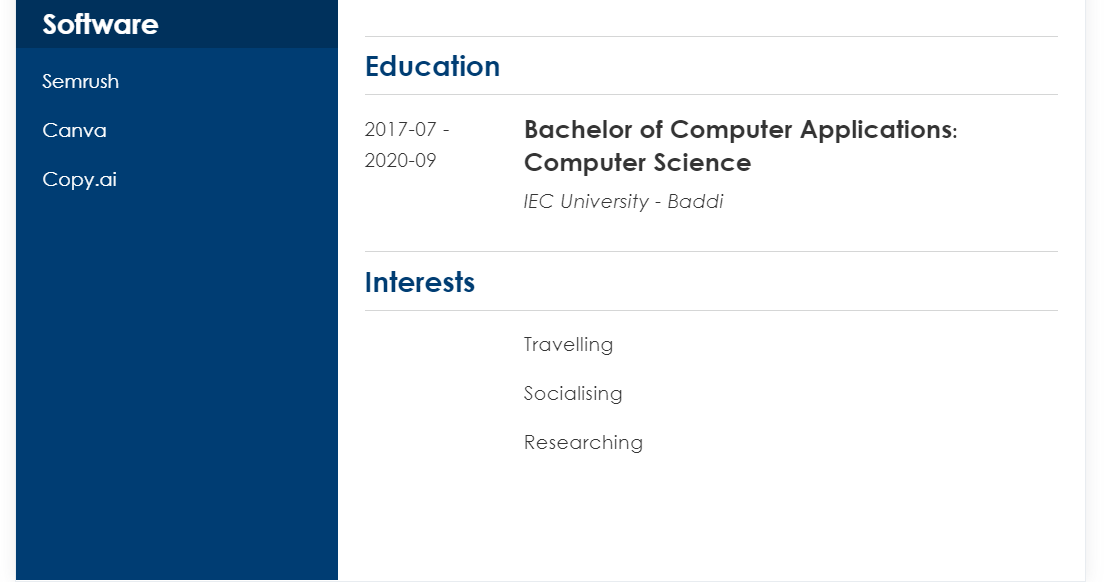 Software
Semrush
Canva
Copy.ai
Education
2017-07 -
2020-09
Bachelor of Computer Applications:
Computer Science
IEC University - Baddi
Interests
Travelling
Socialising
Researching